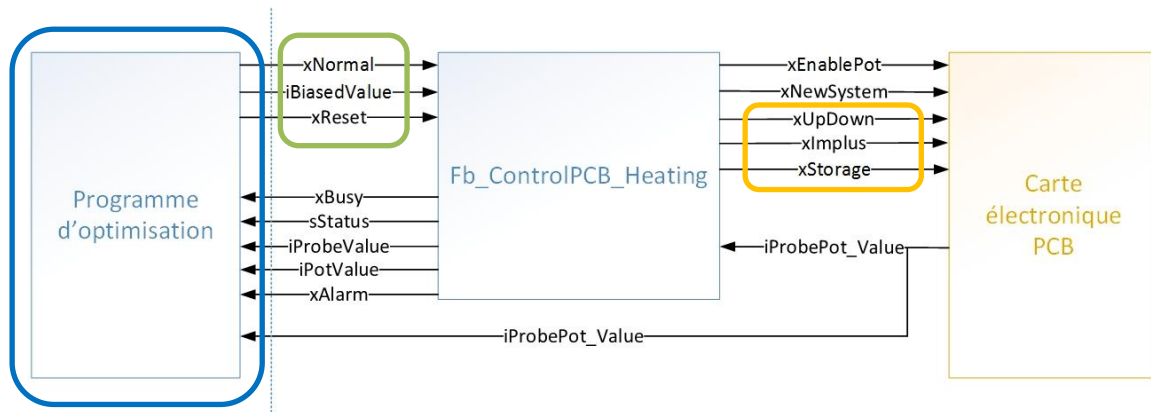 xNormal
iBiasedValue
xReset
xBusy
sStatus
iProbeValue
iPotValue
xAlarm
iProbePot_Value
Programme
d'optimisation
Fb_ControlPCB_Heating
xEnablePot
xNewSystem
xUpDown
xImplus
xStorage
iProbePot_Value
Carte
électronique
PCB